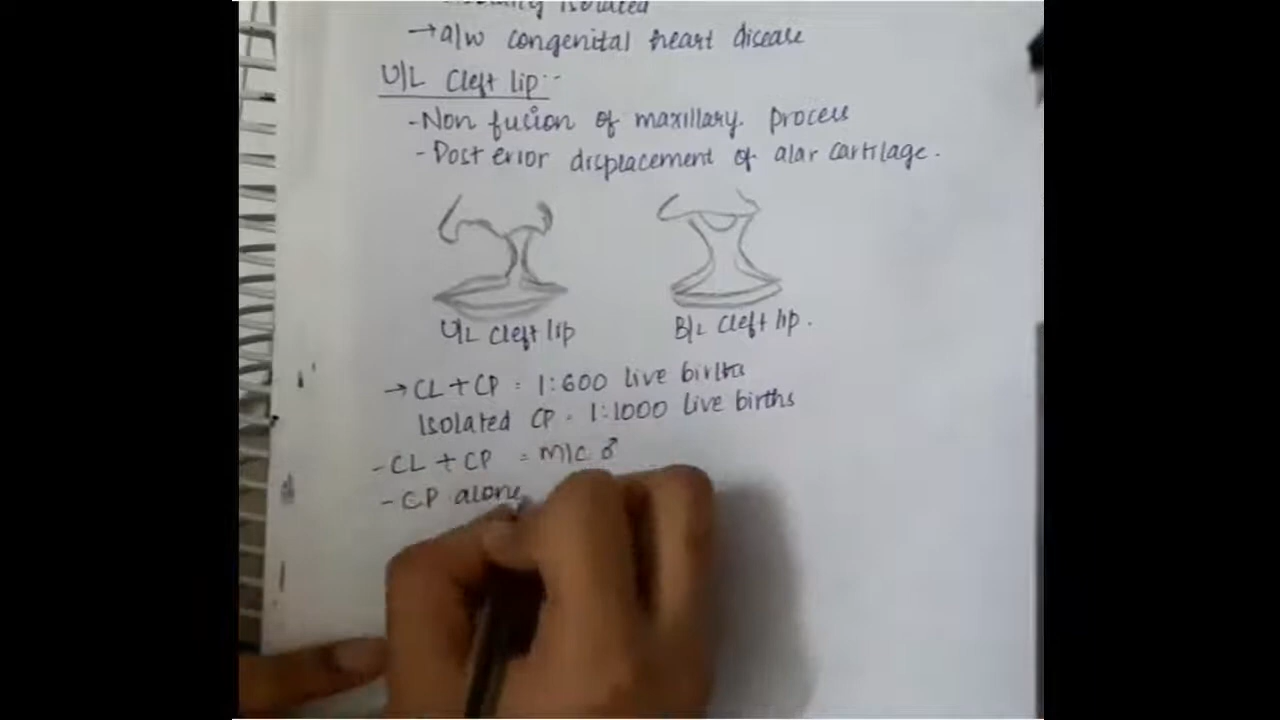 isolated
→a/w congenital heart disease
U/L Cleft lip:-
-Non fusion of maxillary process
-Posterior displacement of alar cartilage.
U/L cleft lip
B/L cleft lip.
→CL + CP = 1:600 live births
Isolated CP = 1:1000 live births
-CL + CP = M/C ♂
-CP alone